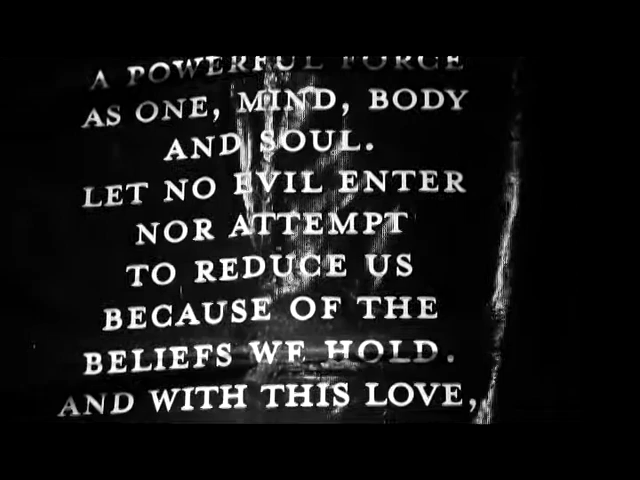 A POWERFUL FORCE
AS ONE, MIND, BODY
AND SOUL.
LET NO EVIL ENTER
NOR ATTEMPT
TO REDUCE US
BECAUSE OF THE
BELIEFS WE HOLD.
AND WITH THIS LOVE,